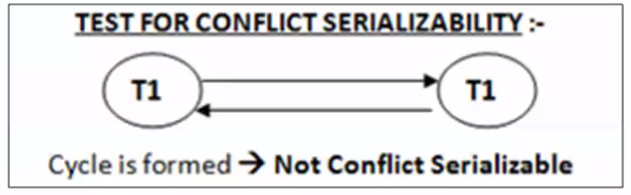 TEST FOR CONFLICT SERIALIZABILITY :-
T1 T1
Cycle is formed → Not Conflict Serializable